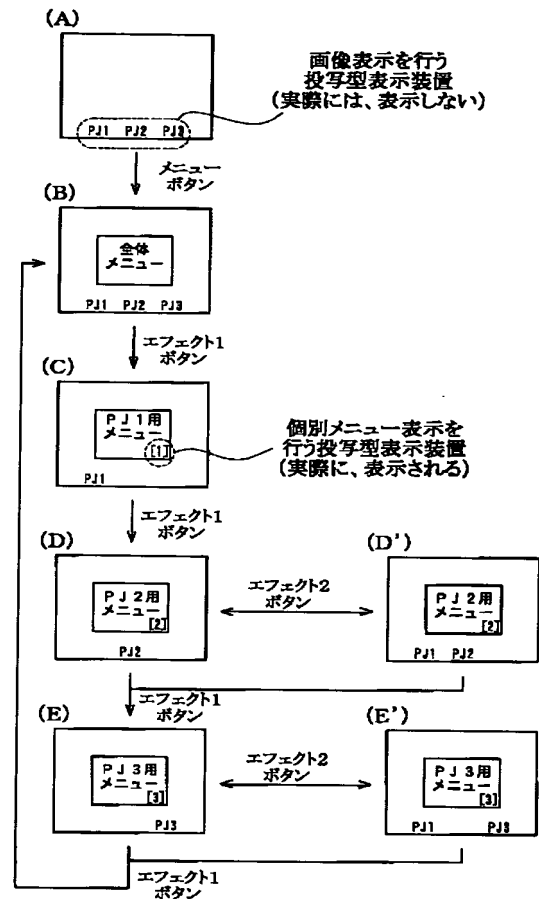 (A)
画像表示を行う
投写型表示装置
(実際には、表示しない)
PJ1 PJ2 PJ3
メニュー
ボタン
(B)
全体
メニュー
PJ1 PJ2 PJ3
エフェクト1
ボタン
(C)
PJ1用
メニュー
[1]
PJ1
個別メニュー表示を
行う投写型表示装置
(実際に、表示される)
エフェクト1
ボタン
(D)
PJ2用
メニュー
[2]
PJ2
エフェクト2
ボタン
(D')
PJ2用
メニュー
[2]
PJ1 PJ2
エフェクト1
ボタン
(E)
PJ3用
メニュー
[3]
PJ3
エフェクト2
ボタン
(E')
PJ3用
メニュー
[3]
PJ1 PJ3
エフェクト1
ボタン